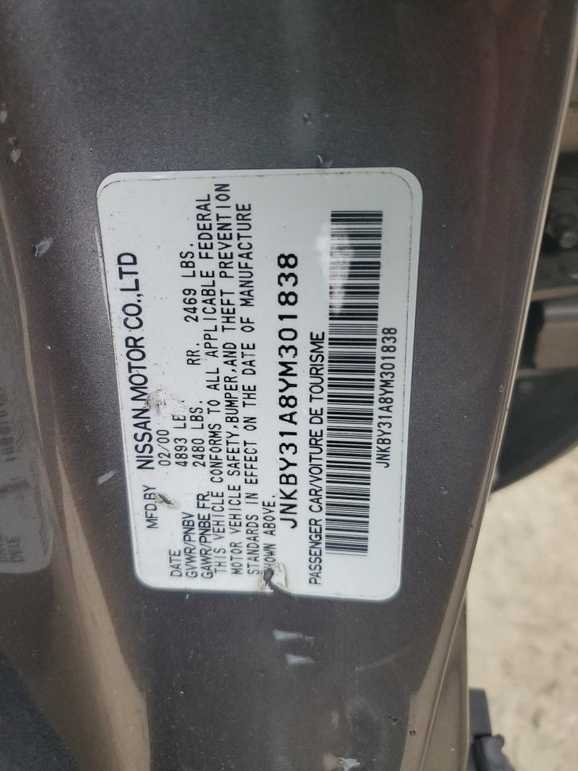 MFD.BY NISSAN MOTOR CO.,LTD
DATE 02/00
GVWR/PNBV 4893 LB
GAWR/PNBE FR. 2480 LBS. RR. 2469 LBS.
THIS VEHICLE CONFORMS TO ALL APPLICABLE FEDERAL
MOTOR VEHICLE SAFETY,BUMPER,AND THEFT PREVENTION
STANDARDS IN EFFECT ON THE DATE OF MANUFACTURE
SHOWN ABOVE.
JNKBY31A8YM301838
PASSENGER CAR/VOITURE DE TOURISME
JNKBY31A8YM301838